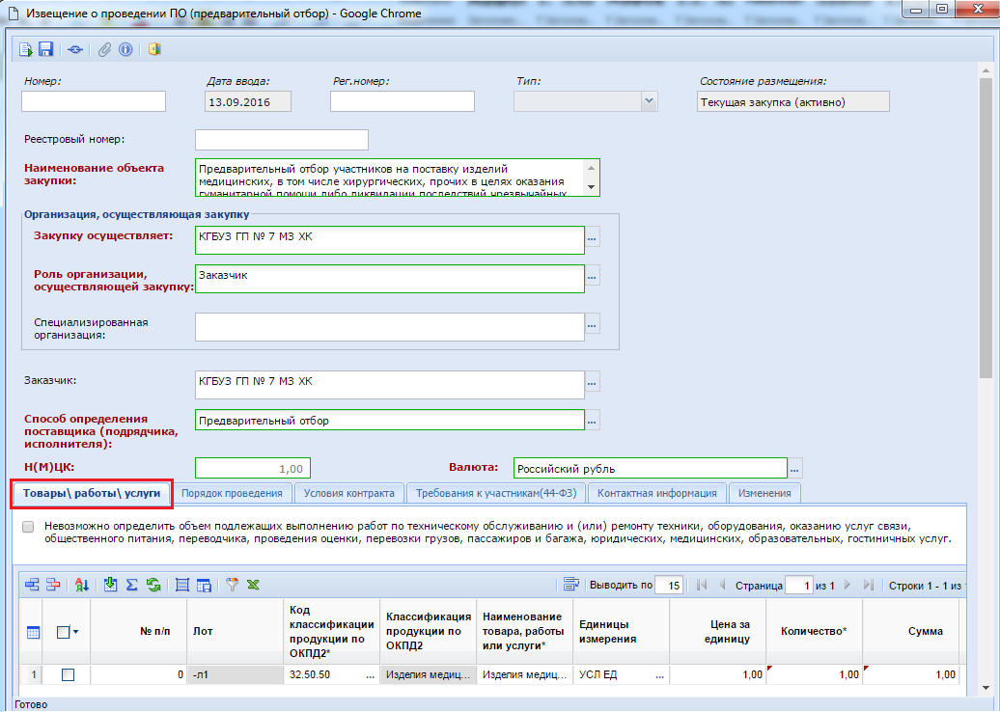 Извещение о проведении ПО (предварительный отбор) - Google Chrome
Номер: Дата ввода: Рег.номер: Тип: Состояние размещения:
13.09.2016 Текущая закупка (активно)
Реестровый номер:
Наименование объекта
закупки:
Предварительный отбор участников на поставку изделий
медицинских, в том числе хирургических, прочих в целях оказания
гуманитарной помощи либо ликвидации последствий чрезвычайных
Организация, осуществляющая закупку
Закупку осуществляет: КГБУЗ ГП № 7 МЗ ХК ...
Роль организации,
осуществляющей закупку:
Заказчик ...
Специализированная
организация:
...
Заказчик: КГБУЗ ГП № 7 МЗ ХК ...
Способ определения
поставщика (подрядчика,
исполнителя):
Предварительный отбор ...
Н(М)ЦК: 1,00 Валюта: Российский рубль ...
Товары\ работы\ услуги Порядок проведения Условия контракта Требования к участникам(44-ФЗ) Контактная информация Изменения
Невозможно определить объем подлежащих выполнению работ по техническому обслуживанию и (или) ремонту техники, оборудования, оказанию услуг связи,
общественного питания, переводчика, проведения оценки, перевозки грузов, пассажиров и багажа, юридических, медицинских, образовательных, гостиничных услуг.
Выводить по 15 Страница 1 из 1 Строки 1 - 1 из
№ п/п Лот
Код
классификации
продукции по
ОКПД2*
Классификация
продукции по
ОКПД2
Наименование
товара, работы
или услуги*
Единицы
измерения
Цена за
единицу
Количество*
Сумма
1 0 -л1 32.50.50 ... Изделия медиц... Изделия медиц... УСЛ ЕД ... 1,00 1,00 1,00
Готово